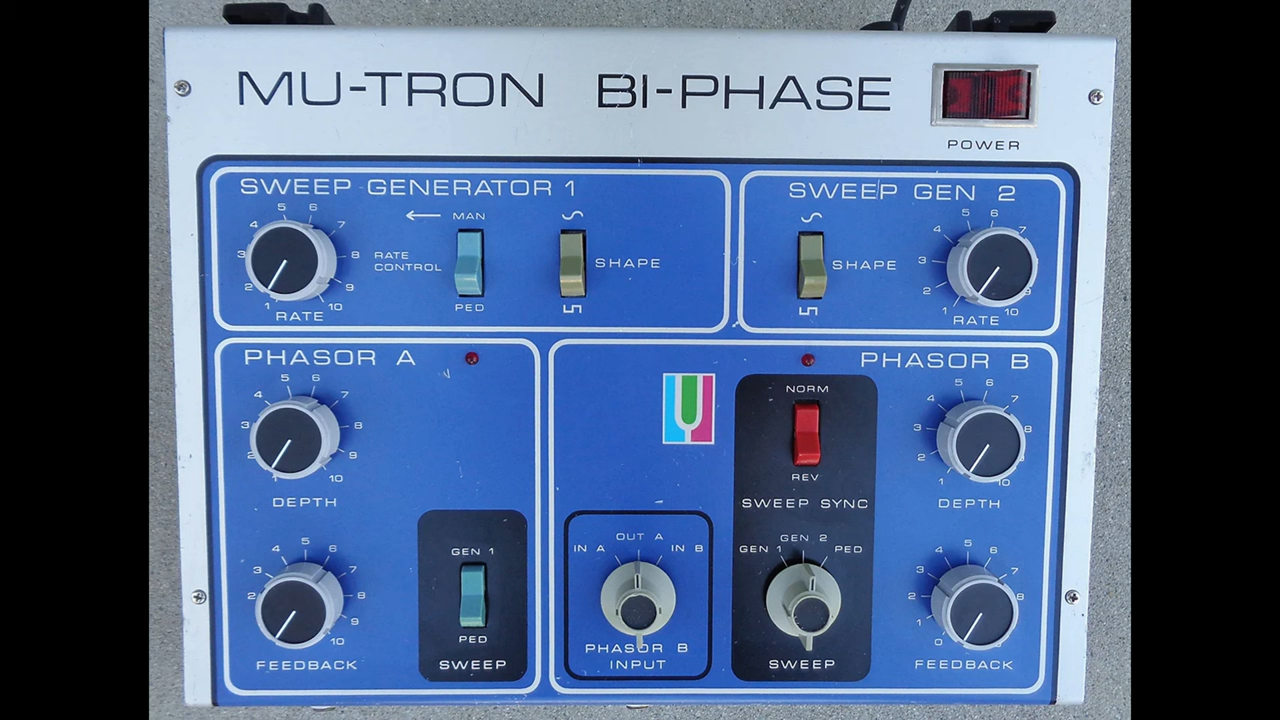 MU-TRON BI-PHASE
POWER
SWEEP GENERATOR 1
1 2 3 4 5 6 7 8 9 10
RATE
MAN
RATE
CONTROL
PED
SHAPE
SWEEP GEN 2
SHAPE
1 2 3 4 5 6 7 8 9 10
RATE
PHASOR A
1 2 3 4 5 6 7 8 9 10
DEPTH
2 3 4 5 6 7 8 9 10
FEEDBACK
GEN 1
PED
SWEEP
PHASOR B
NORM
REV
SWEEP SYNC
GEN 1 GEN 2 PED
SWEEP
IN A OUT A IN B
PHASOR B
INPUT
1 2 3 4 5 6 7 8 9 10
DEPTH
0 2 3 4 5 6 7 8 9 10
FEEDBACK